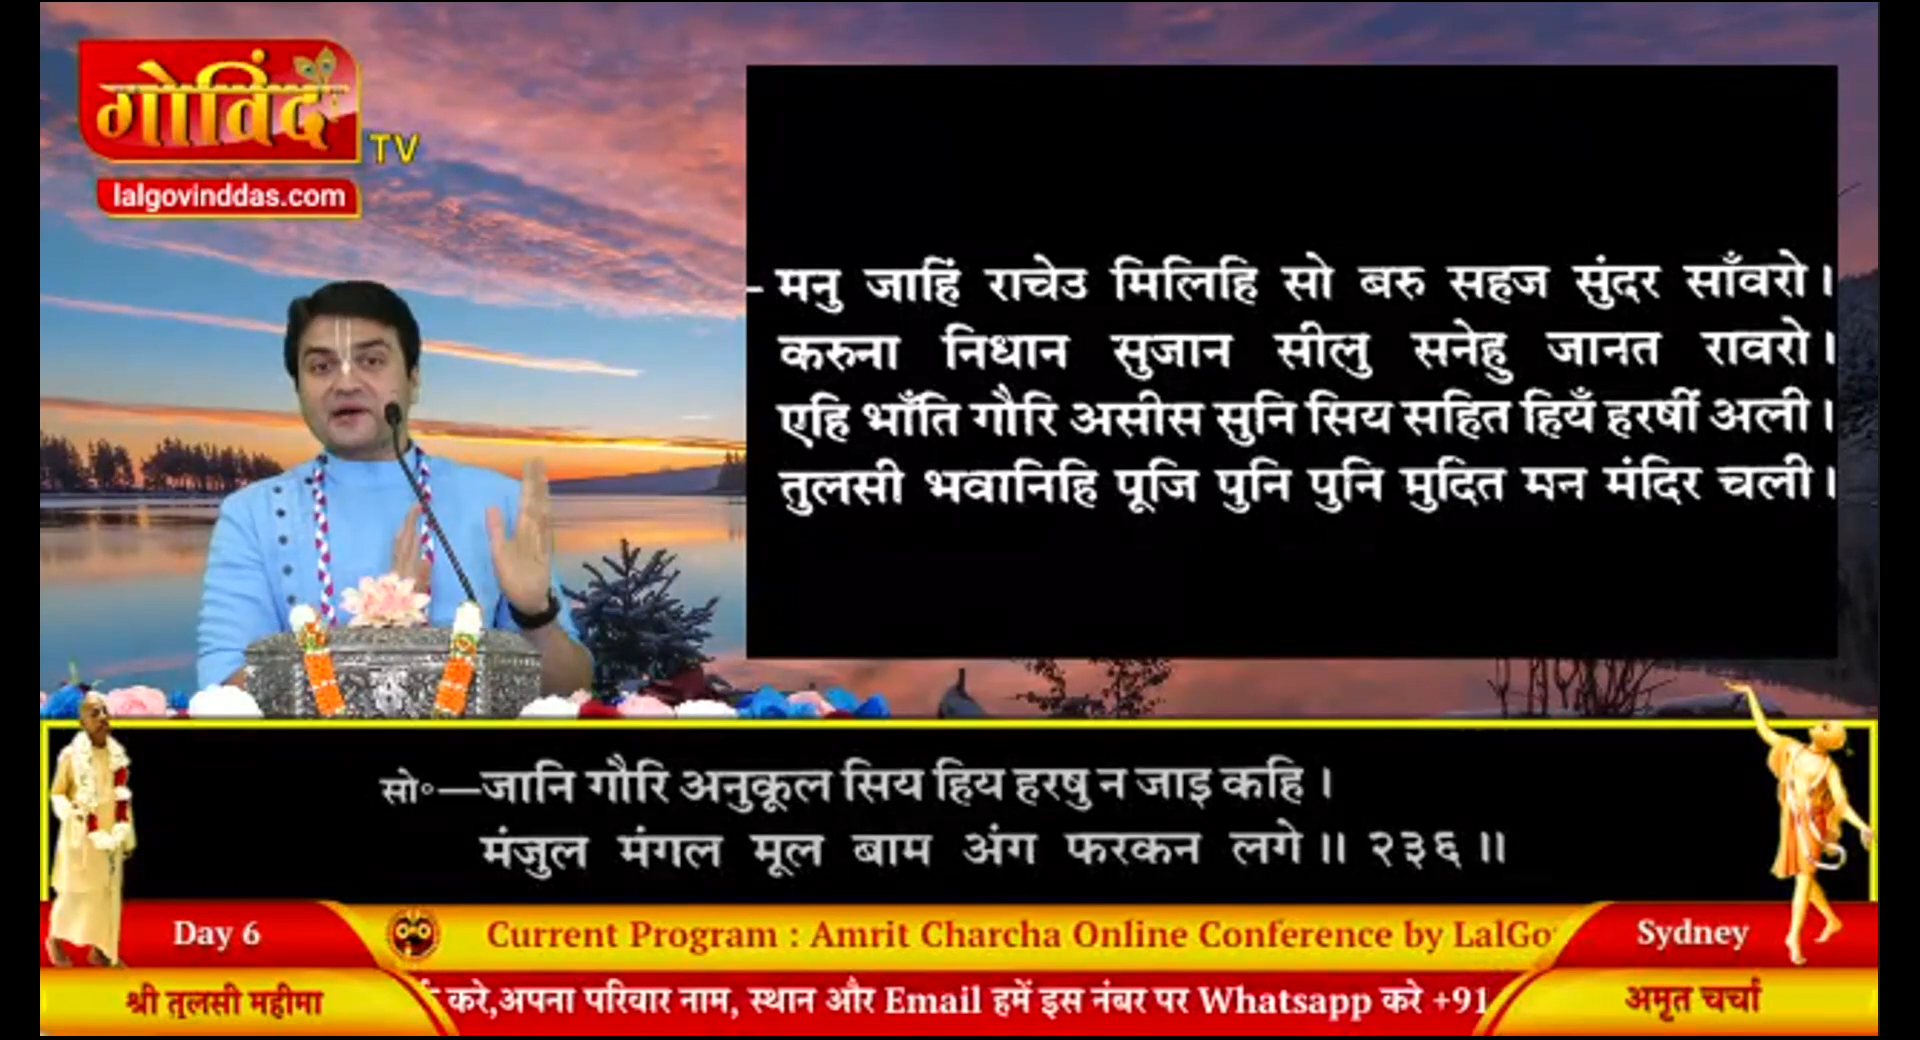 गोविंद
TV
lalgovinddas.com
– मनु जाहिं राचेउ मिलिहि सो बरु सहज सुंदर साँवरो।
करुना निधान सुजान सीलु सनेहु जानत रावरो।
एहि भाँति गौरि असीस सुनि सिय सहित हियँ हरषीं अली।
तुलसी भवानिहि पूजि पुनि पुनि मुदित मन मंदिर चली।
सो०—जानि गौरि अनुकूल सिय हिय हरषु न जाइ कहि।
मंजुल मंगल मूल बाम अंग फरकन लगे॥ २३६॥
Day 6
Current Program : Amrit Charcha Online Conference by LalGo
Sydney
श्री तुलसी महीमा
करे,अपना परिवार नाम, स्थान और Email हमें इस नंबर पर Whatsapp करे +91
अमृत चर्चा